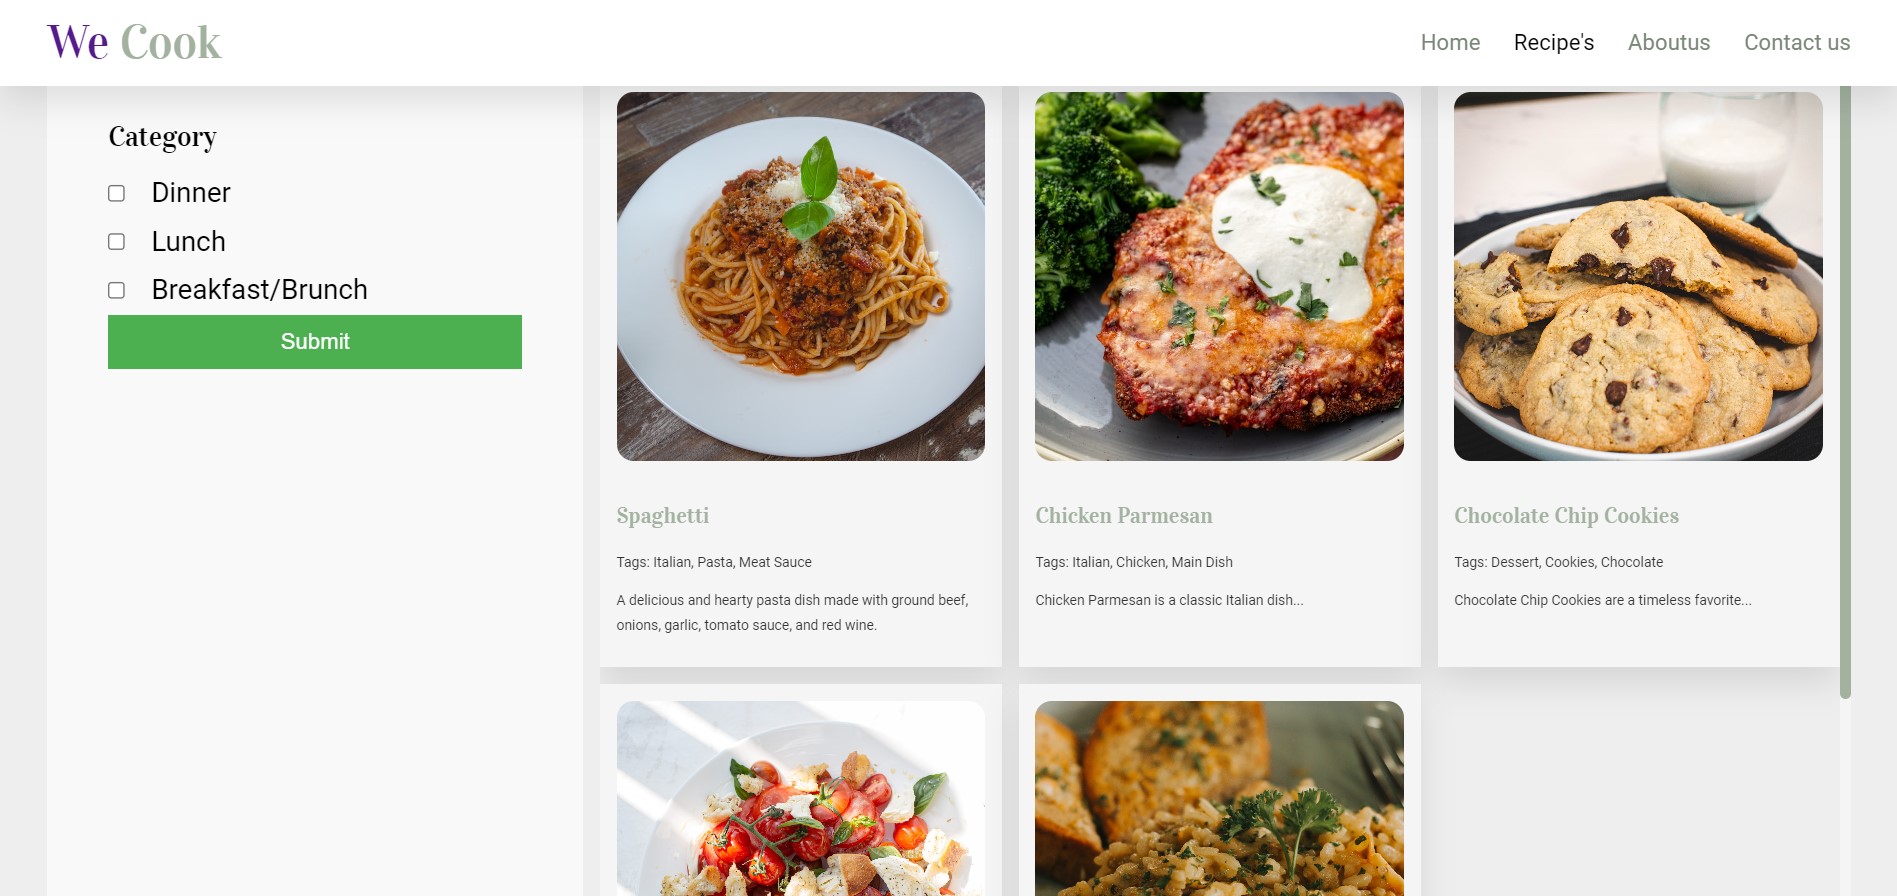 We Cook
Home
Recipe's
Aboutus
Contact us
Category
Dinner
Lunch
Breakfast/Brunch
Submit
Spaghetti
Tags: Italian, Pasta, Meat Sauce
A delicious and hearty pasta dish made with ground beef,
onions, garlic, tomato sauce, and red wine.
Chicken Parmesan
Tags: Italian, Chicken, Main Dish
Chicken Parmesan is a classic Italian dish...
Chocolate Chip Cookies
Tags: Dessert, Cookies, Chocolate
Chocolate Chip Cookies are a timeless favorite...